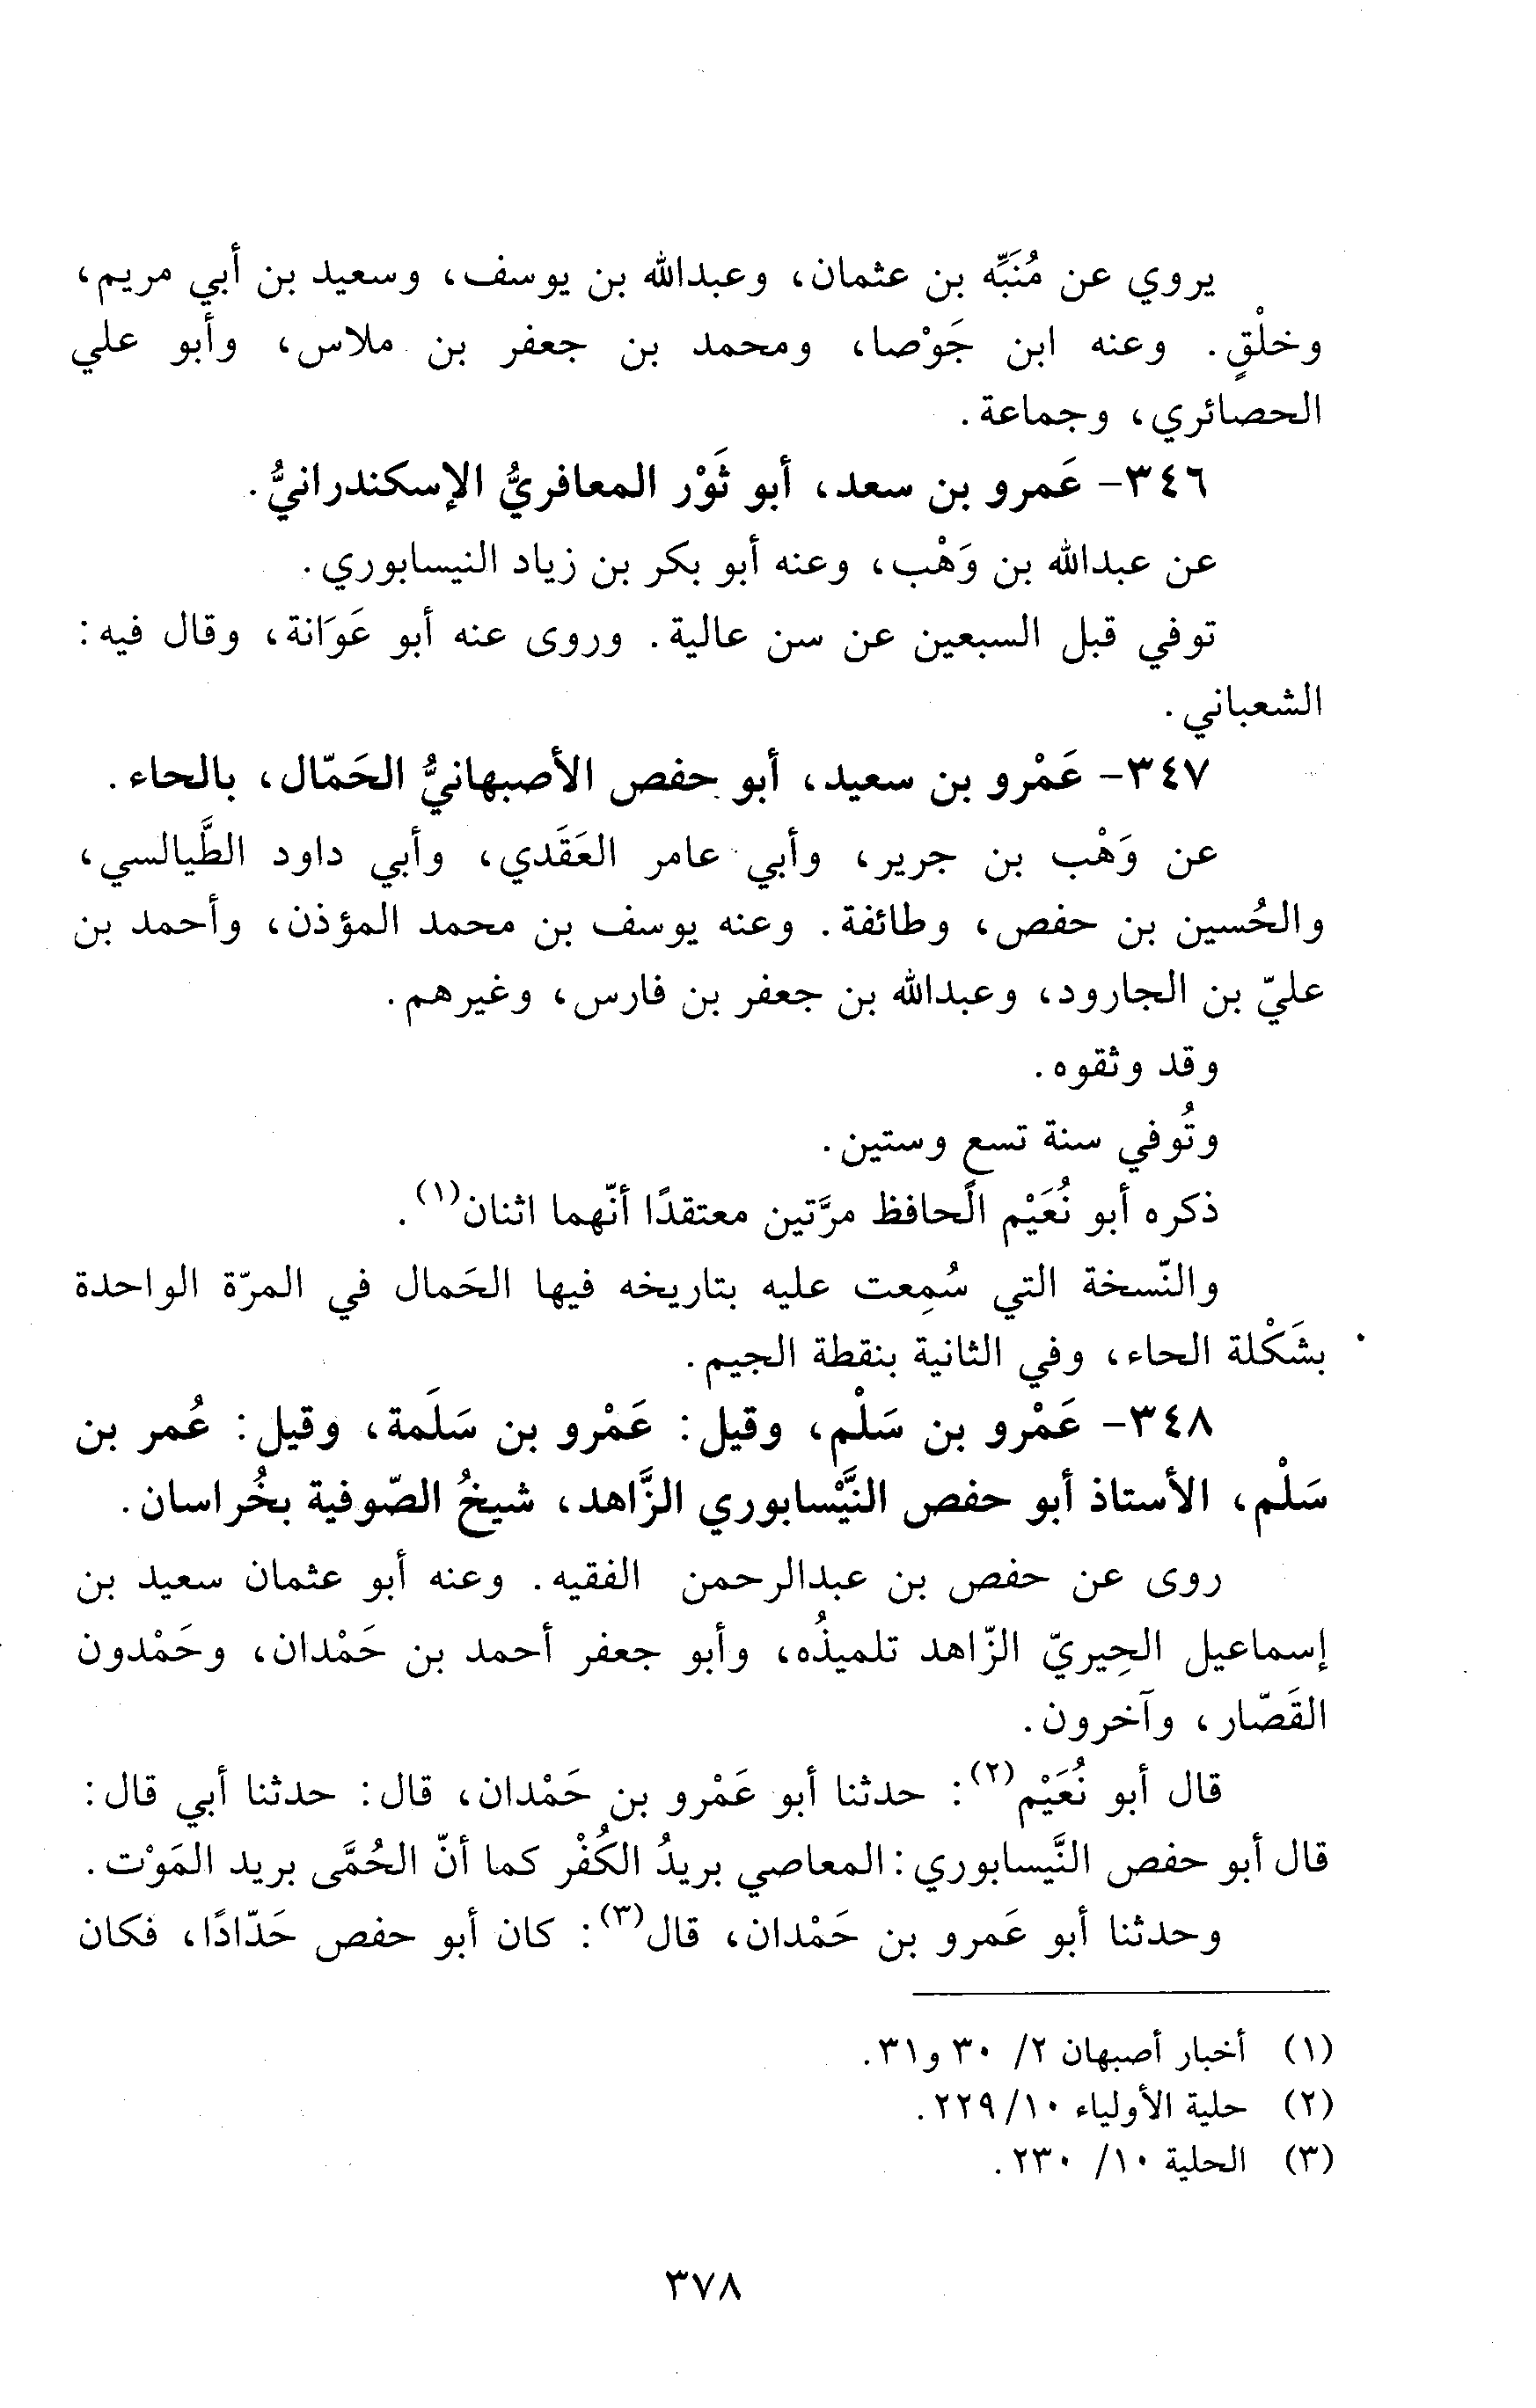 يروي عن مُنَبِّه بن عثمان، وعبدالله بن يوسف، وسعيد بن أبي مريم،
وخلْقٍ. وعنه ابن جَوْصا، ومحمد بن جعفر بن ملاس، وأبو علي
الحصائري، وجماعة.
٣٤٦- عَمرو بن سعد، أبو ثَوْر المعافريُّ الإسكندرانيُّ.
عن عبدالله بن وَهْب، وعنه أبو بكر بن زياد النيسابوري.
توفي قبل السبعين عن سن عالية. وروى عنه أبو عَوَانة، وقال فيه:
الشعباني.
٣٤٧- عَمْرو بن سعيد، أبو حفص الأصبهانيُّ الحَمّال، بالحاء.
عن وَهْب بن جرير، وأبي عامر العَقَدي، وأبي داود الطَّيالسي،
والحُسين بن حفص، وطائفة. وعنه يوسف بن محمد المؤذن، وأحمد بن
عليّ بن الجارود، وعبدالله بن جعفر بن فارس، وغيرهم.
وقد وثقوه.
وتُوفي سنة تسع وستين.
ذكره أبو نُعَيْم الحافظ مرَّتين معتقدًا أنّهما اثنان(١).
والنّسخة التي سُمِعت عليه بتاريخه فيها الحَمال في المرّة الواحدة
بشَكْلة الحاء، وفي الثانية بنقطة الجيم.
٣٤٨- عَمْرو بن سَلْم، وقيل: عَمْرو بن سَلَمة، وقيل: عُمر بن
سَلْم، الأستاذ أبو حفص النَّيْسابوري الزَّاهد، شيخُ الصّوفية بخُراسان.
روى عن حفص بن عبدالرحمن الفقيه. وعنه أبو عثمان سعيد بن
إسماعيل الحِيريّ الزّاهد تلميذُه، وأبو جعفر أحمد بن حَمْدان، وحَمْدون
القَصّار، وآخرون.
قال أبو نُعَيْم(٢): حدثنا أبو عَمْرو بن حَمْدان، قال: حدثنا أبي قال:
قال أبو حفص النَّيسابوري: المعاصي بريدُ الكُفْر كما أنّ الحُمَّى بريد المَوْت.
وحدثنا أبو عَمرو بن حَمْدان، قال(٣): كان أبو حفص حَدّادًا، فكان
(١) أخبار أصبهان ٢/ ٣٠ و٣١.
(٢) حلية الأولياء ١٠/ ٢٢٩.
(٣) الحلية ١٠/ ٢٣٠.
٣٧٨